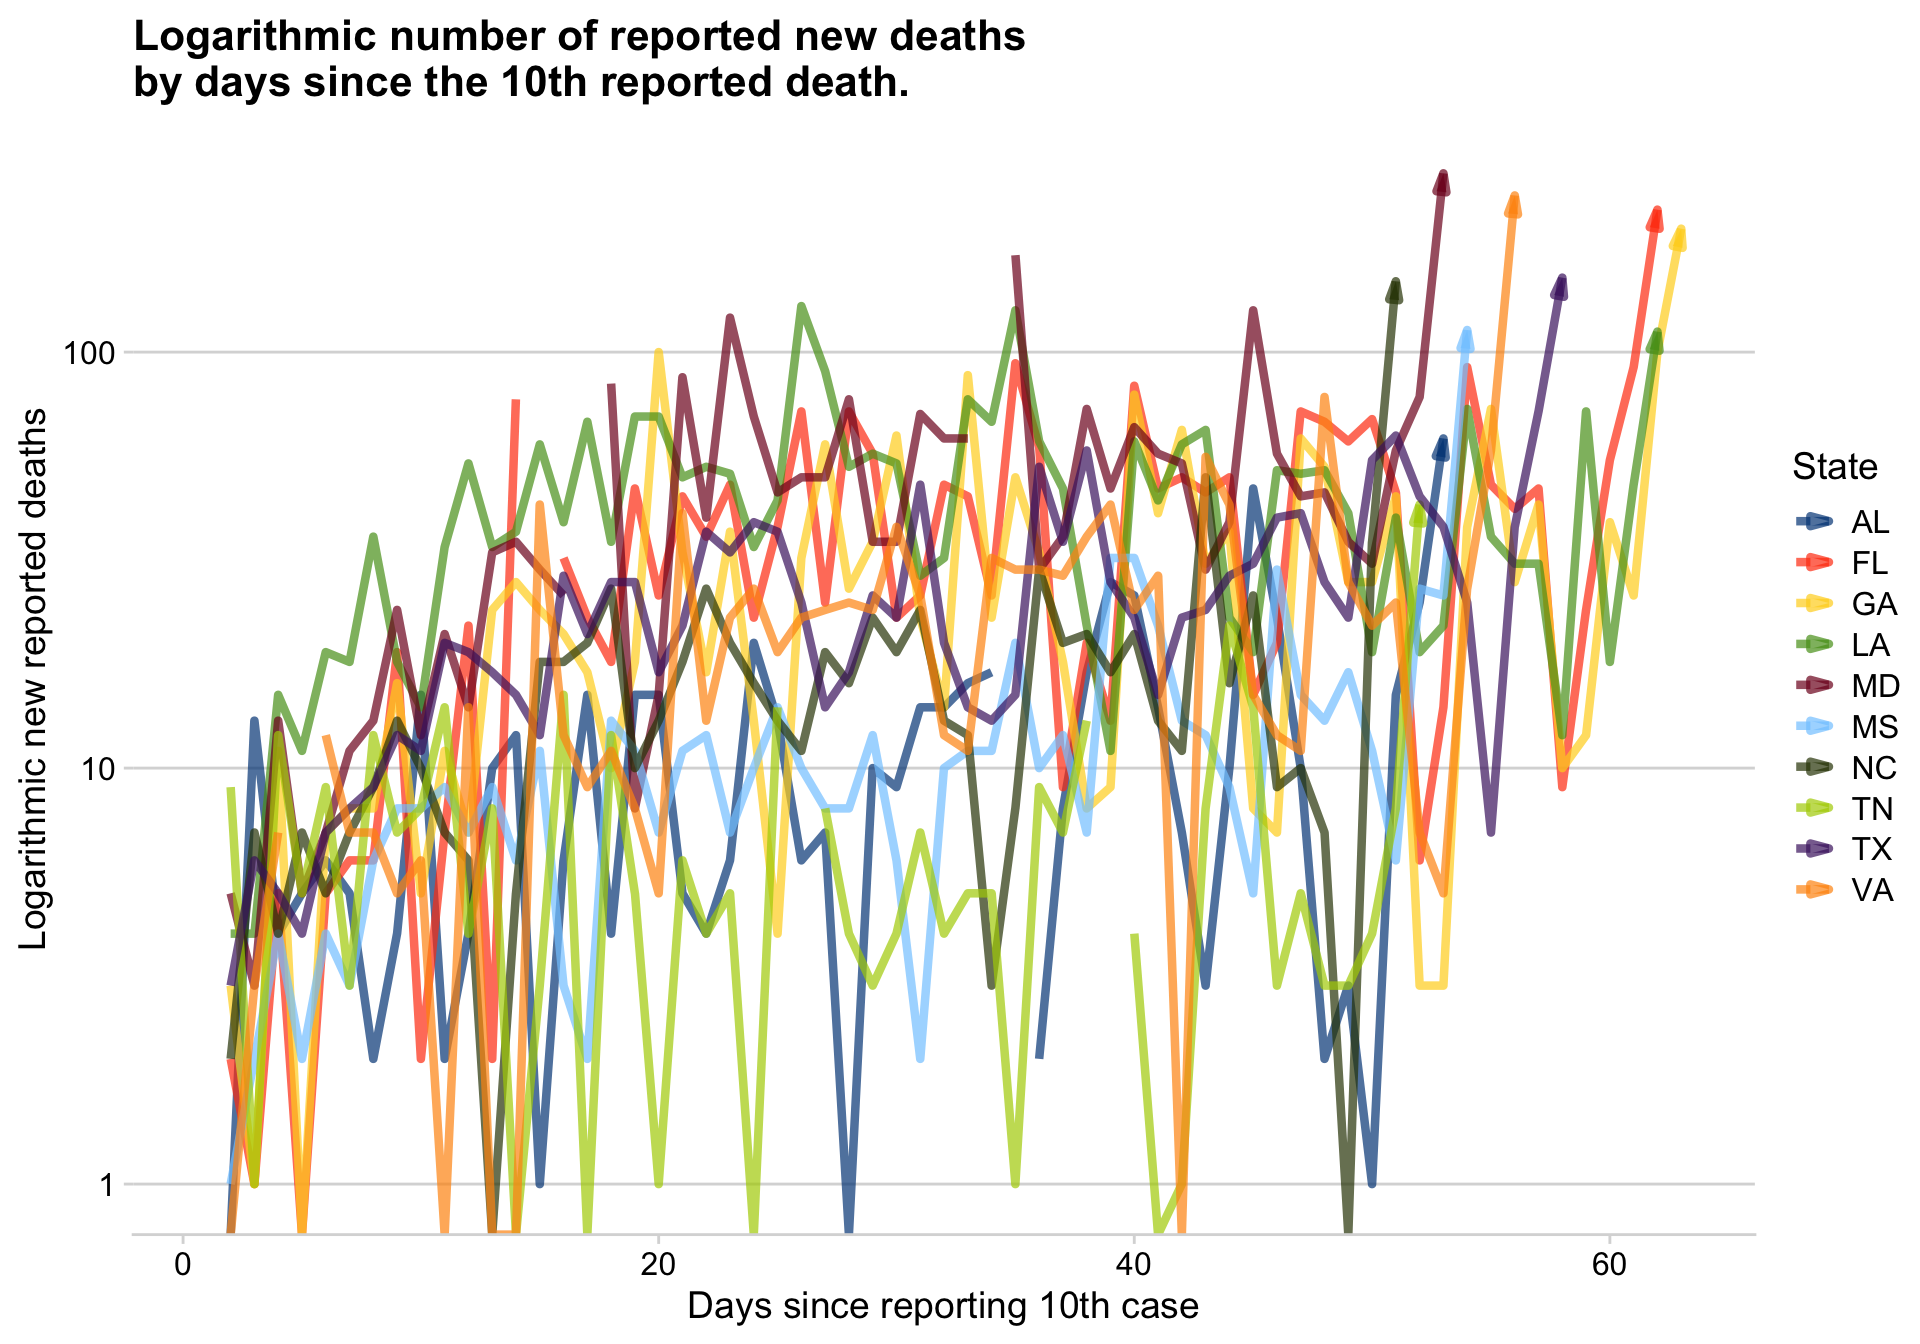 Logarithmic number of reported new deaths
by days since the 10th reported death.
Logarithmic new reported deaths
100
10
1
0
20
40
60
Days since reporting 10th case
State
AL
FL
GA
LA
MD
MS
NC
TN
TX
VA